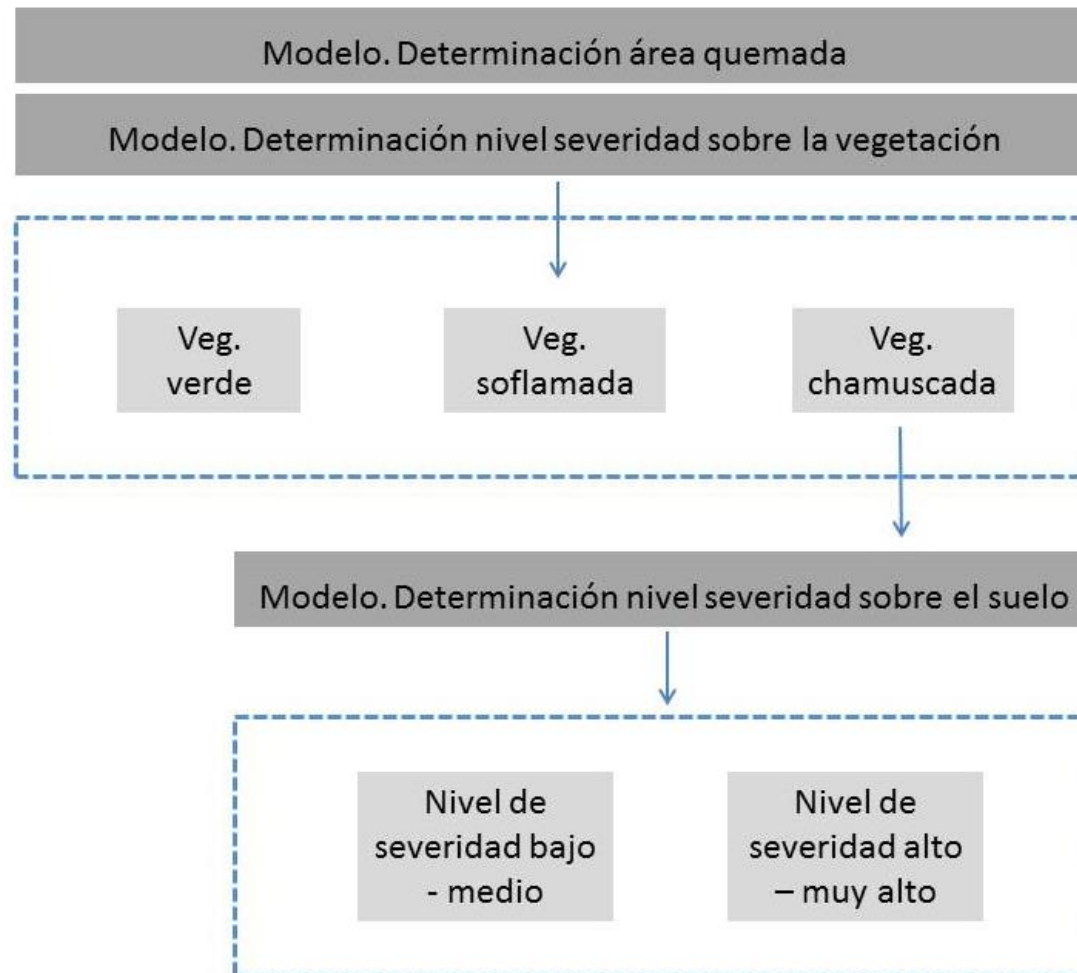 Modelo. Determinación área quemada
Modelo. Determinación nivel severidad sobre la vegetación
Veg.
verde
Veg.
soflamada
Veg.
chamuscada
Modelo. Determinación nivel severidad sobre el suelo
Nivel de
severidad bajo
- medio
Nivel de
severidad alto
– muy alto